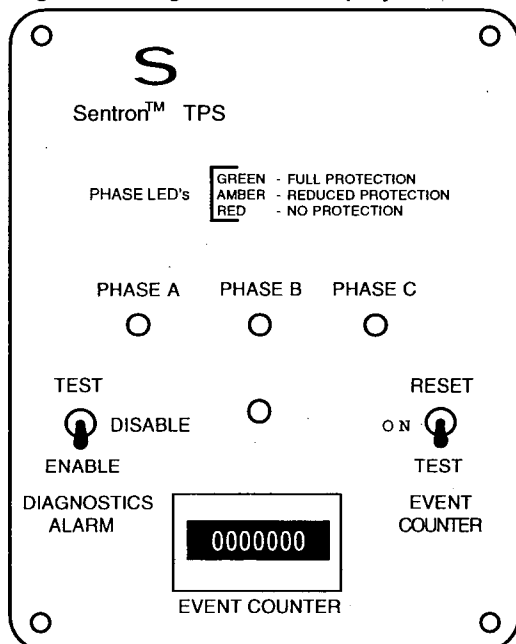 S
Sentron™ TPS
PHASE LED's
GREEN - FULL PROTECTION
AMBER - REDUCED PROTECTION
RED - NO PROTECTION
PHASE A PHASE B PHASE C
TEST
DISABLE
ENABLE
DIAGNOSTICS
ALARM
RESET
ON
TEST
EVENT
COUNTER
0000000
EVENT COUNTER